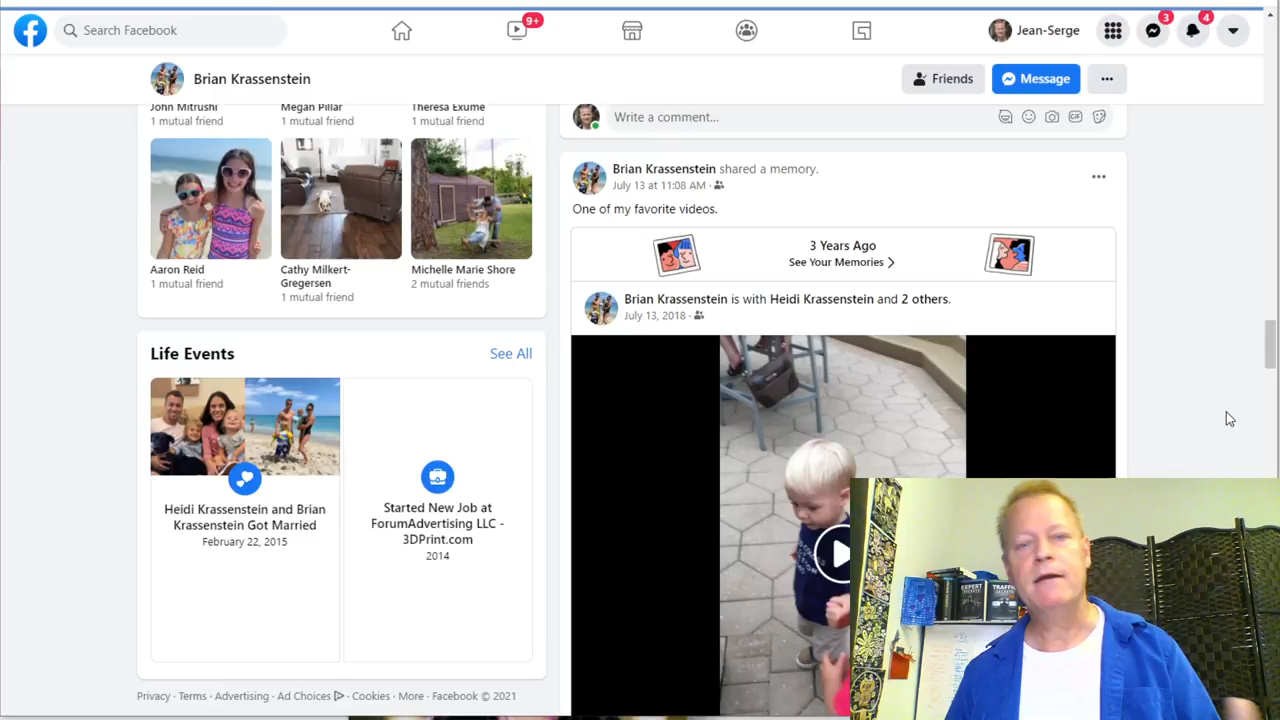 Search Facebook
9+
Jean-Serge
3
4
Brian Krassenstein
Friends
Message
John Mitrushi
1 mutual friend
Megan Pillar
1 mutual friend
Theresa Exume
1 mutual friend
Aaron Reid
1 mutual friend
Cathy Milkert-
Gregersen
1 mutual friend
Michelle Marie Shore
2 mutual friends
Life Events
See All
Heidi Krassenstein and Brian
Krassenstein Got Married
February 22, 2015
Started New Job at
ForumAdvertising LLC -
3DPrint.com
2014
Privacy · Terms · Advertising · Ad Choices · Cookies · More · Facebook © 2021
Write a comment...
GIF
Brian Krassenstein shared a memory.
July 13 at 11:08 AM ·
One of my favorite videos.
3 Years Ago
See Your Memories
Brian Krassenstein is with Heidi Krassenstein and 2 others.
July 13, 2018 ·
EXPERT
SECRETS
TRAFFIC